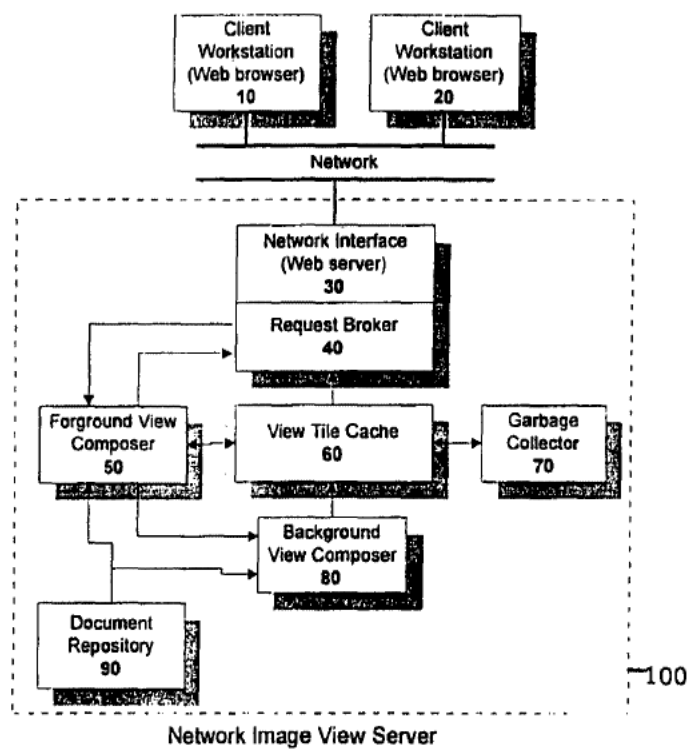 Client
Workstation
(Web browser)
10
Client
Workstation
(Web browser)
20
Network
Network Interface
(Web server)
30
Request Broker
40
Forground View
Composer
50
View Tile Cache
60
Garbage
Collector
70
Background
View Composer
80
Document
Repository
90
100
Network Image View Server